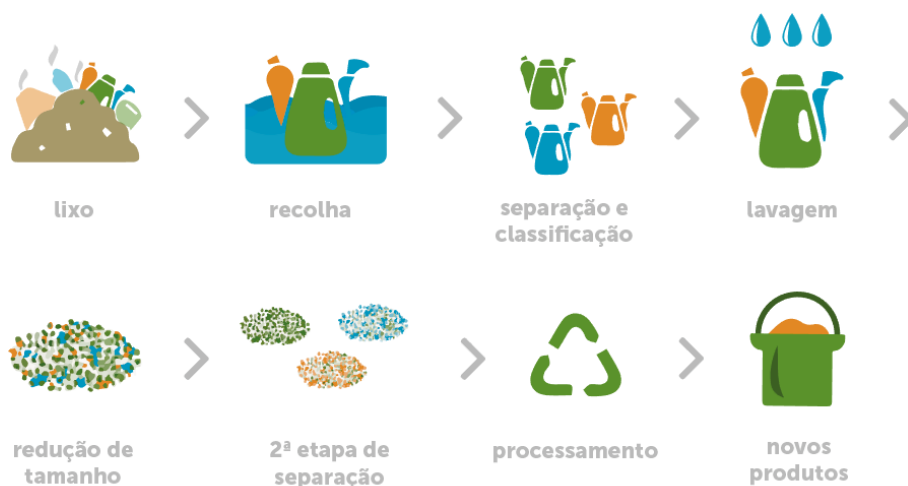 lixo
recolha
separação e
classificação
lavagem
redução de
tamanho
2ª etapa de
separação
processamento
novos
produtos